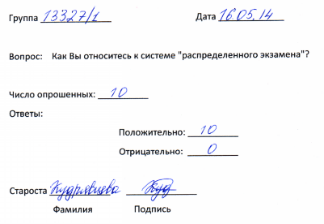 Группа 13327/1 Дата 16.05.14
Вопрос: Как Вы относитесь к системе "распределенного экзамена"?
Число опрошенных: 10
Ответы:
Положительно: 10
Отрицательно: 0
Староста Кудрявцева
Фамилия Подпись